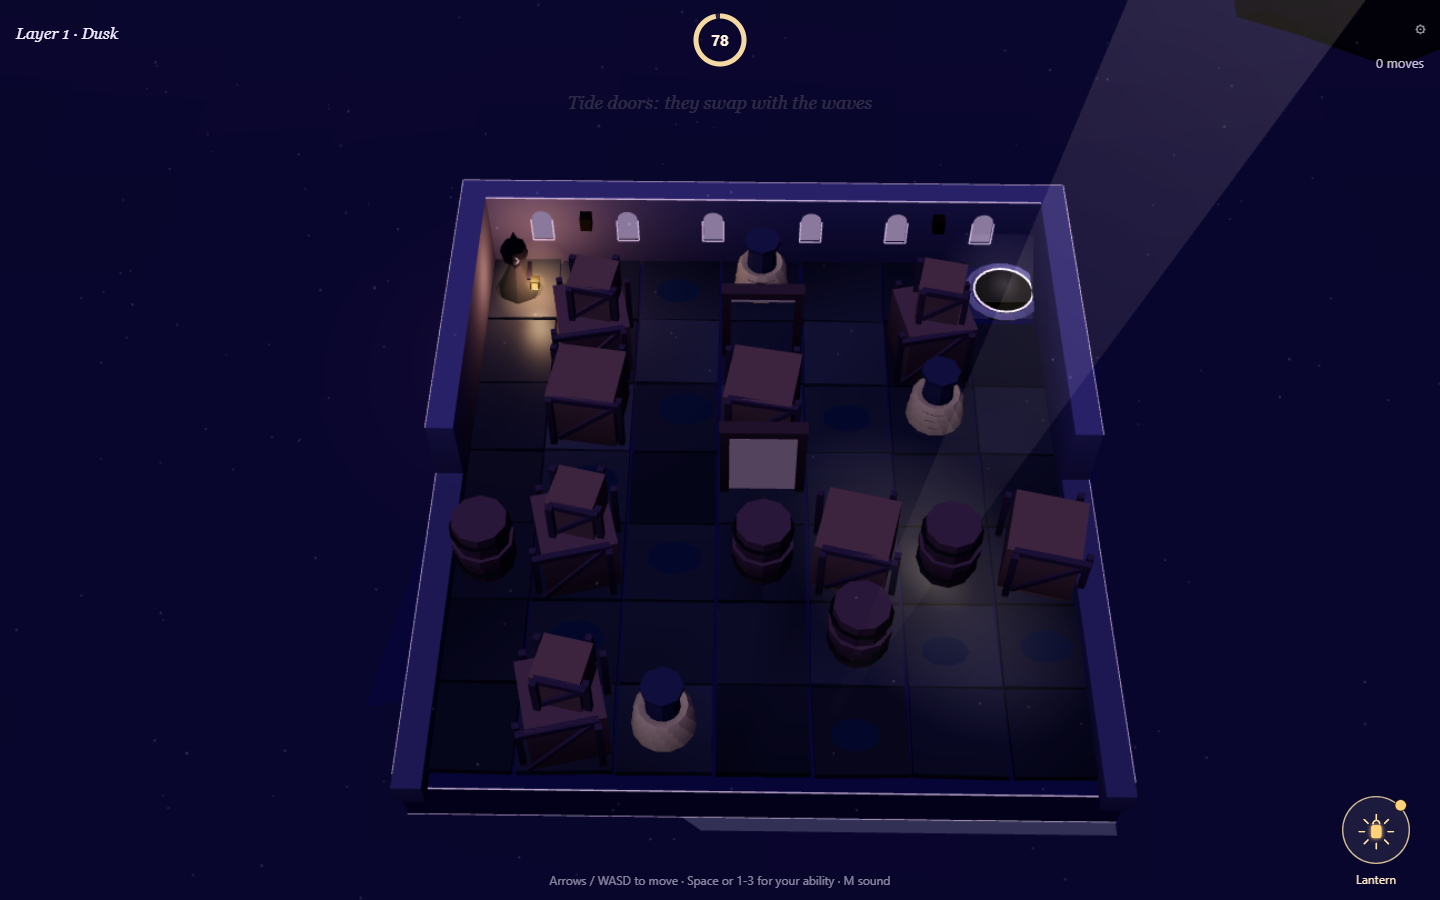 Layer 1 · Dusk
78
0 moves
Tide doors: they swap with the waves
Arrows / WASD to move · Space or 1-3 for your ability · M sound
Lantern